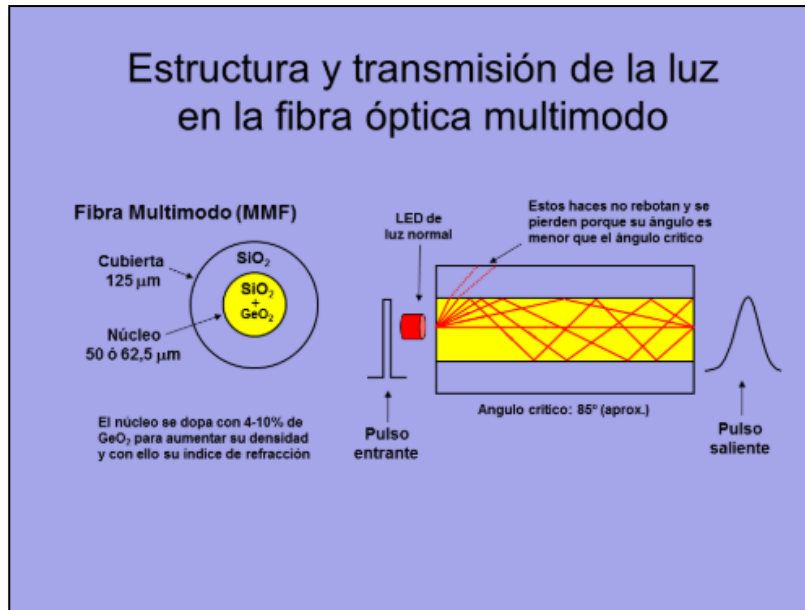 Estructura y transmisión de la luz
en la fibra óptica multimodo
Fibra Multimodo (MMF)
Cubierta
125 µm
SiO₂
SiO₂
+
GeO₂
Núcleo
50 ó 62,5 µm
El núcleo se dopa con 4-10% de
GeO₂ para aumentar su densidad
y con ello su índice de refracción
LED de
luz normal
Estos haces no rebotan y se
pierden porque su ángulo es
menor que el ángulo crítico
Pulso
entrante
Angulo crítico: 85º (aprox.)
Pulso
saliente